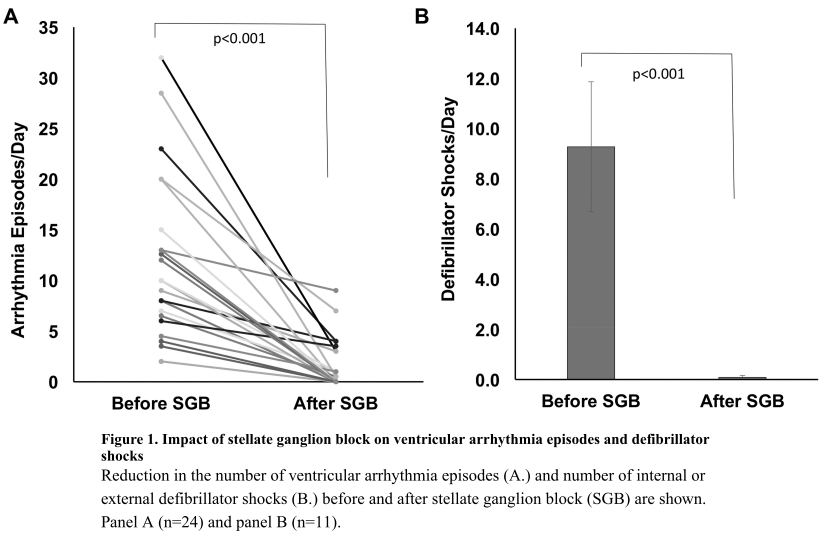 A
B
35
30
25
20
15
10
5
0
Arrhythmia Episodes/Day
p<0.001
Before SGB
After SGB
14.0
12.0
10.0
8.0
6.0
4.0
2.0
0.0
Defibrillator Shocks/Day
p<0.001
Before SGB
After SGB
Figure 1. Impact of stellate ganglion block on ventricular arrhythmia episodes and defibrillator
shocks
Reduction in the number of ventricular arrhythmia episodes (A.) and number of internal or
external defibrillator shocks (B.) before and after stellate ganglion block (SGB) are shown.
Panel A (n=24) and panel B (n=11).